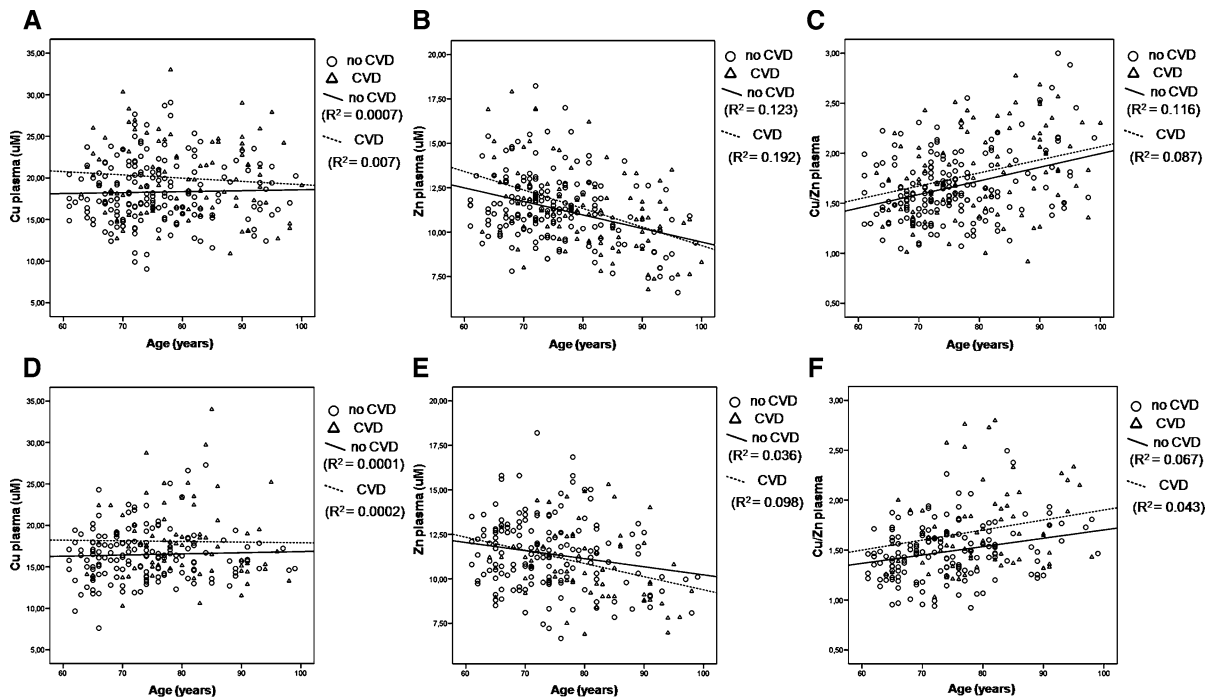 A
Cu plasma (uM)
35,00
30,00
25,00
20,00
15,00
10,00
5,00
60 70 80 90 100
Age (years)
no CVD
CVD
no CVD
(R² = 0.0007)
CVD
(R² = 0.007)
B
Zn plasma (uM)
20,00
17,50
15,00
12,50
10,00
7,50
60 70 80 90 100
Age (years)
no CVD
CVD
no CVD
(R² = 0.123)
CVD
(R² = 0.192)
C
Cu/Zn plasma
3,00
2,50
2,00
1,50
1,00
0,50
60 70 80 90 100
Age (years)
no CVD
CVD
no CVD
(R² = 0.116)
CVD
(R² = 0.087)
D
Cu plasma (uM)
35,00
30,00
25,00
20,00
15,00
10,00
5,00
60 70 80 90 100
Age (years)
no CVD
CVD
no CVD
(R² = 0.0001)
CVD
(R² = 0.0002)
E
Zn plasma (uM)
20,00
17,50
15,00
12,50
10,00
7,50
60 70 80 90 100
Age (years)
no CVD
CVD
no CVD
(R² = 0.036)
CVD
(R² = 0.098)
F
Cu/Zn plasma
3,00
2,50
2,00
1,50
1,00
0,50
60 70 80 90 100
Age (years)
no CVD
CVD
no CVD
(R² = 0.067)
CVD
(R² = 0.043)